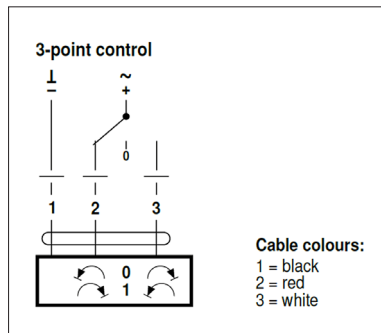 3-point control
⊥ ~
– +
0
1 2 3
0
1
Cable colours:
1 = black
2 = red
3 = white